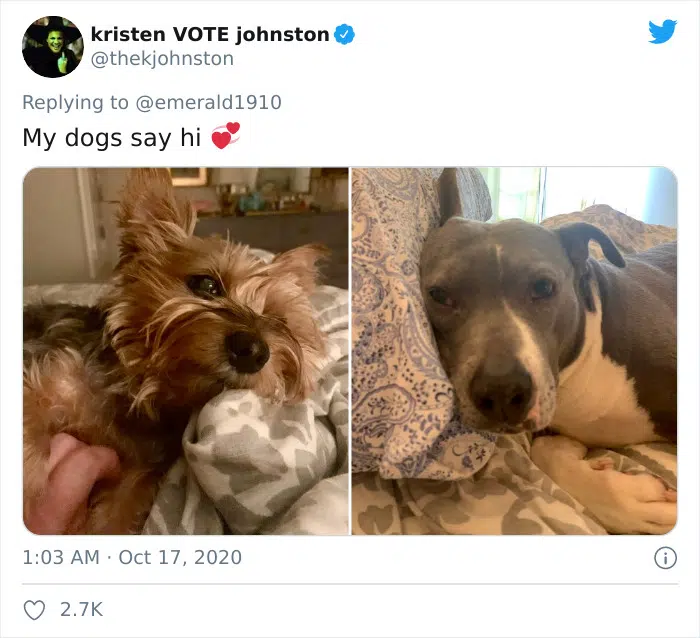 kristen VOTE johnston
@thekjohnston
Replying to @emerald1910
My dogs say hi 💞
1:03 AM · Oct 17, 2020
2.7K